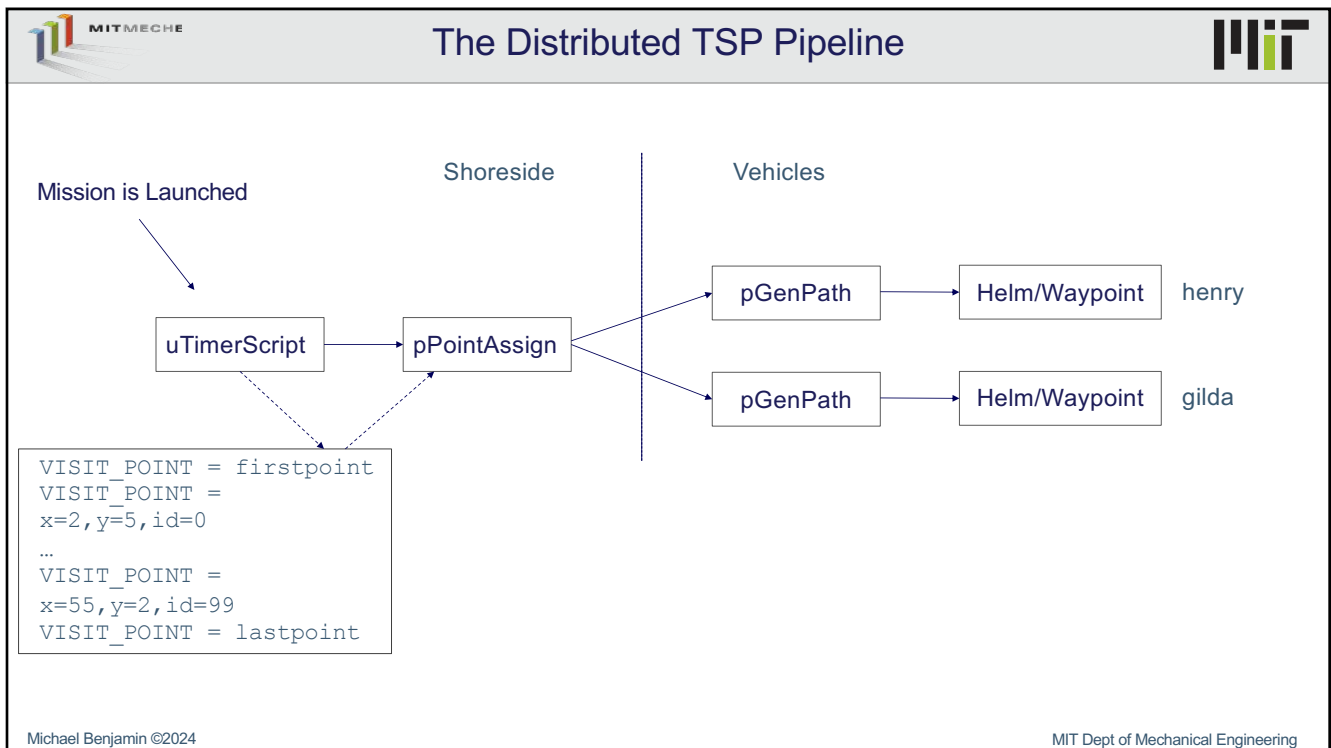 MITMECHE
The Distributed TSP Pipeline
MIT
Shoreside
Vehicles
Mission is Launched
uTimerScript
pPointAssign
pGenPath
Helm/Waypoint
henry
pGenPath
Helm/Waypoint
gilda
VISIT_POINT = firstpoint
VISIT_POINT =
x=2,y=5,id=0
…
VISIT_POINT =
x=55,y=2,id=99
VISIT_POINT = lastpoint
Michael Benjamin ©2024
MIT Dept of Mechanical Engineering